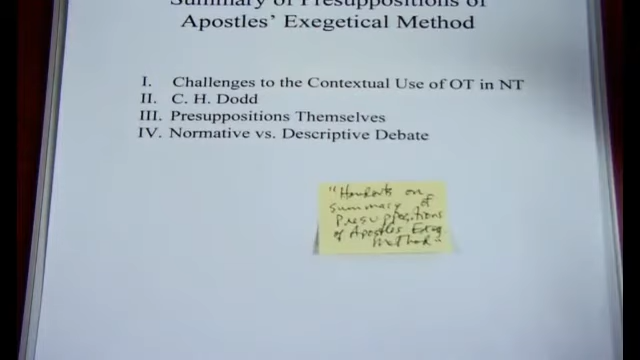 Summary of Presuppositions of
Apostles' Exegetical Method
I. Challenges to the Contextual Use of OT in NT
II. C. H. Dodd
III. Presuppositions Themselves
IV. Normative vs. Descriptive Debate
"Handouts on
summary of
Presuppositions
of Apostles Exeg
Method"